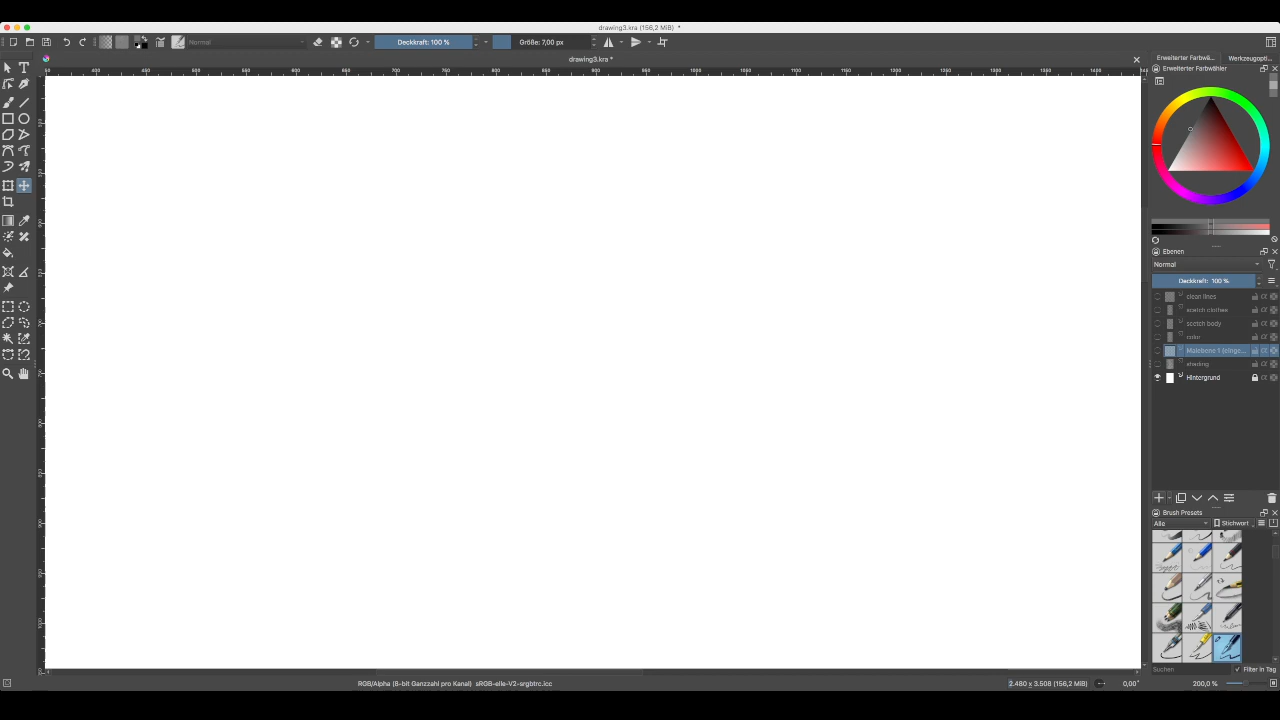 drawing3.kra (156,2 MiB) *
Normal
Deckkraft: 100 %
Größe: 7,00 px
drawing3.kra *
Erweiterter Farbwä...
Werkzeugopti...
Erweiterter Farbwähler
Ebenen
Normal
Deckkraft: 100 %
clean lines
scetch clothes
scetch body
color
Malebene 1 (einge...
shading
Hintergrund
Brush Presets
Alle
Stichwort
Suchen
Filter in Tag
RGB/Alpha (8-bit Ganzzahl pro Kanal) sRGB-elle-V2-srgbtrc.icc
2.480 x 3.508 (156,2 MiB)
0,00°
200,0 %